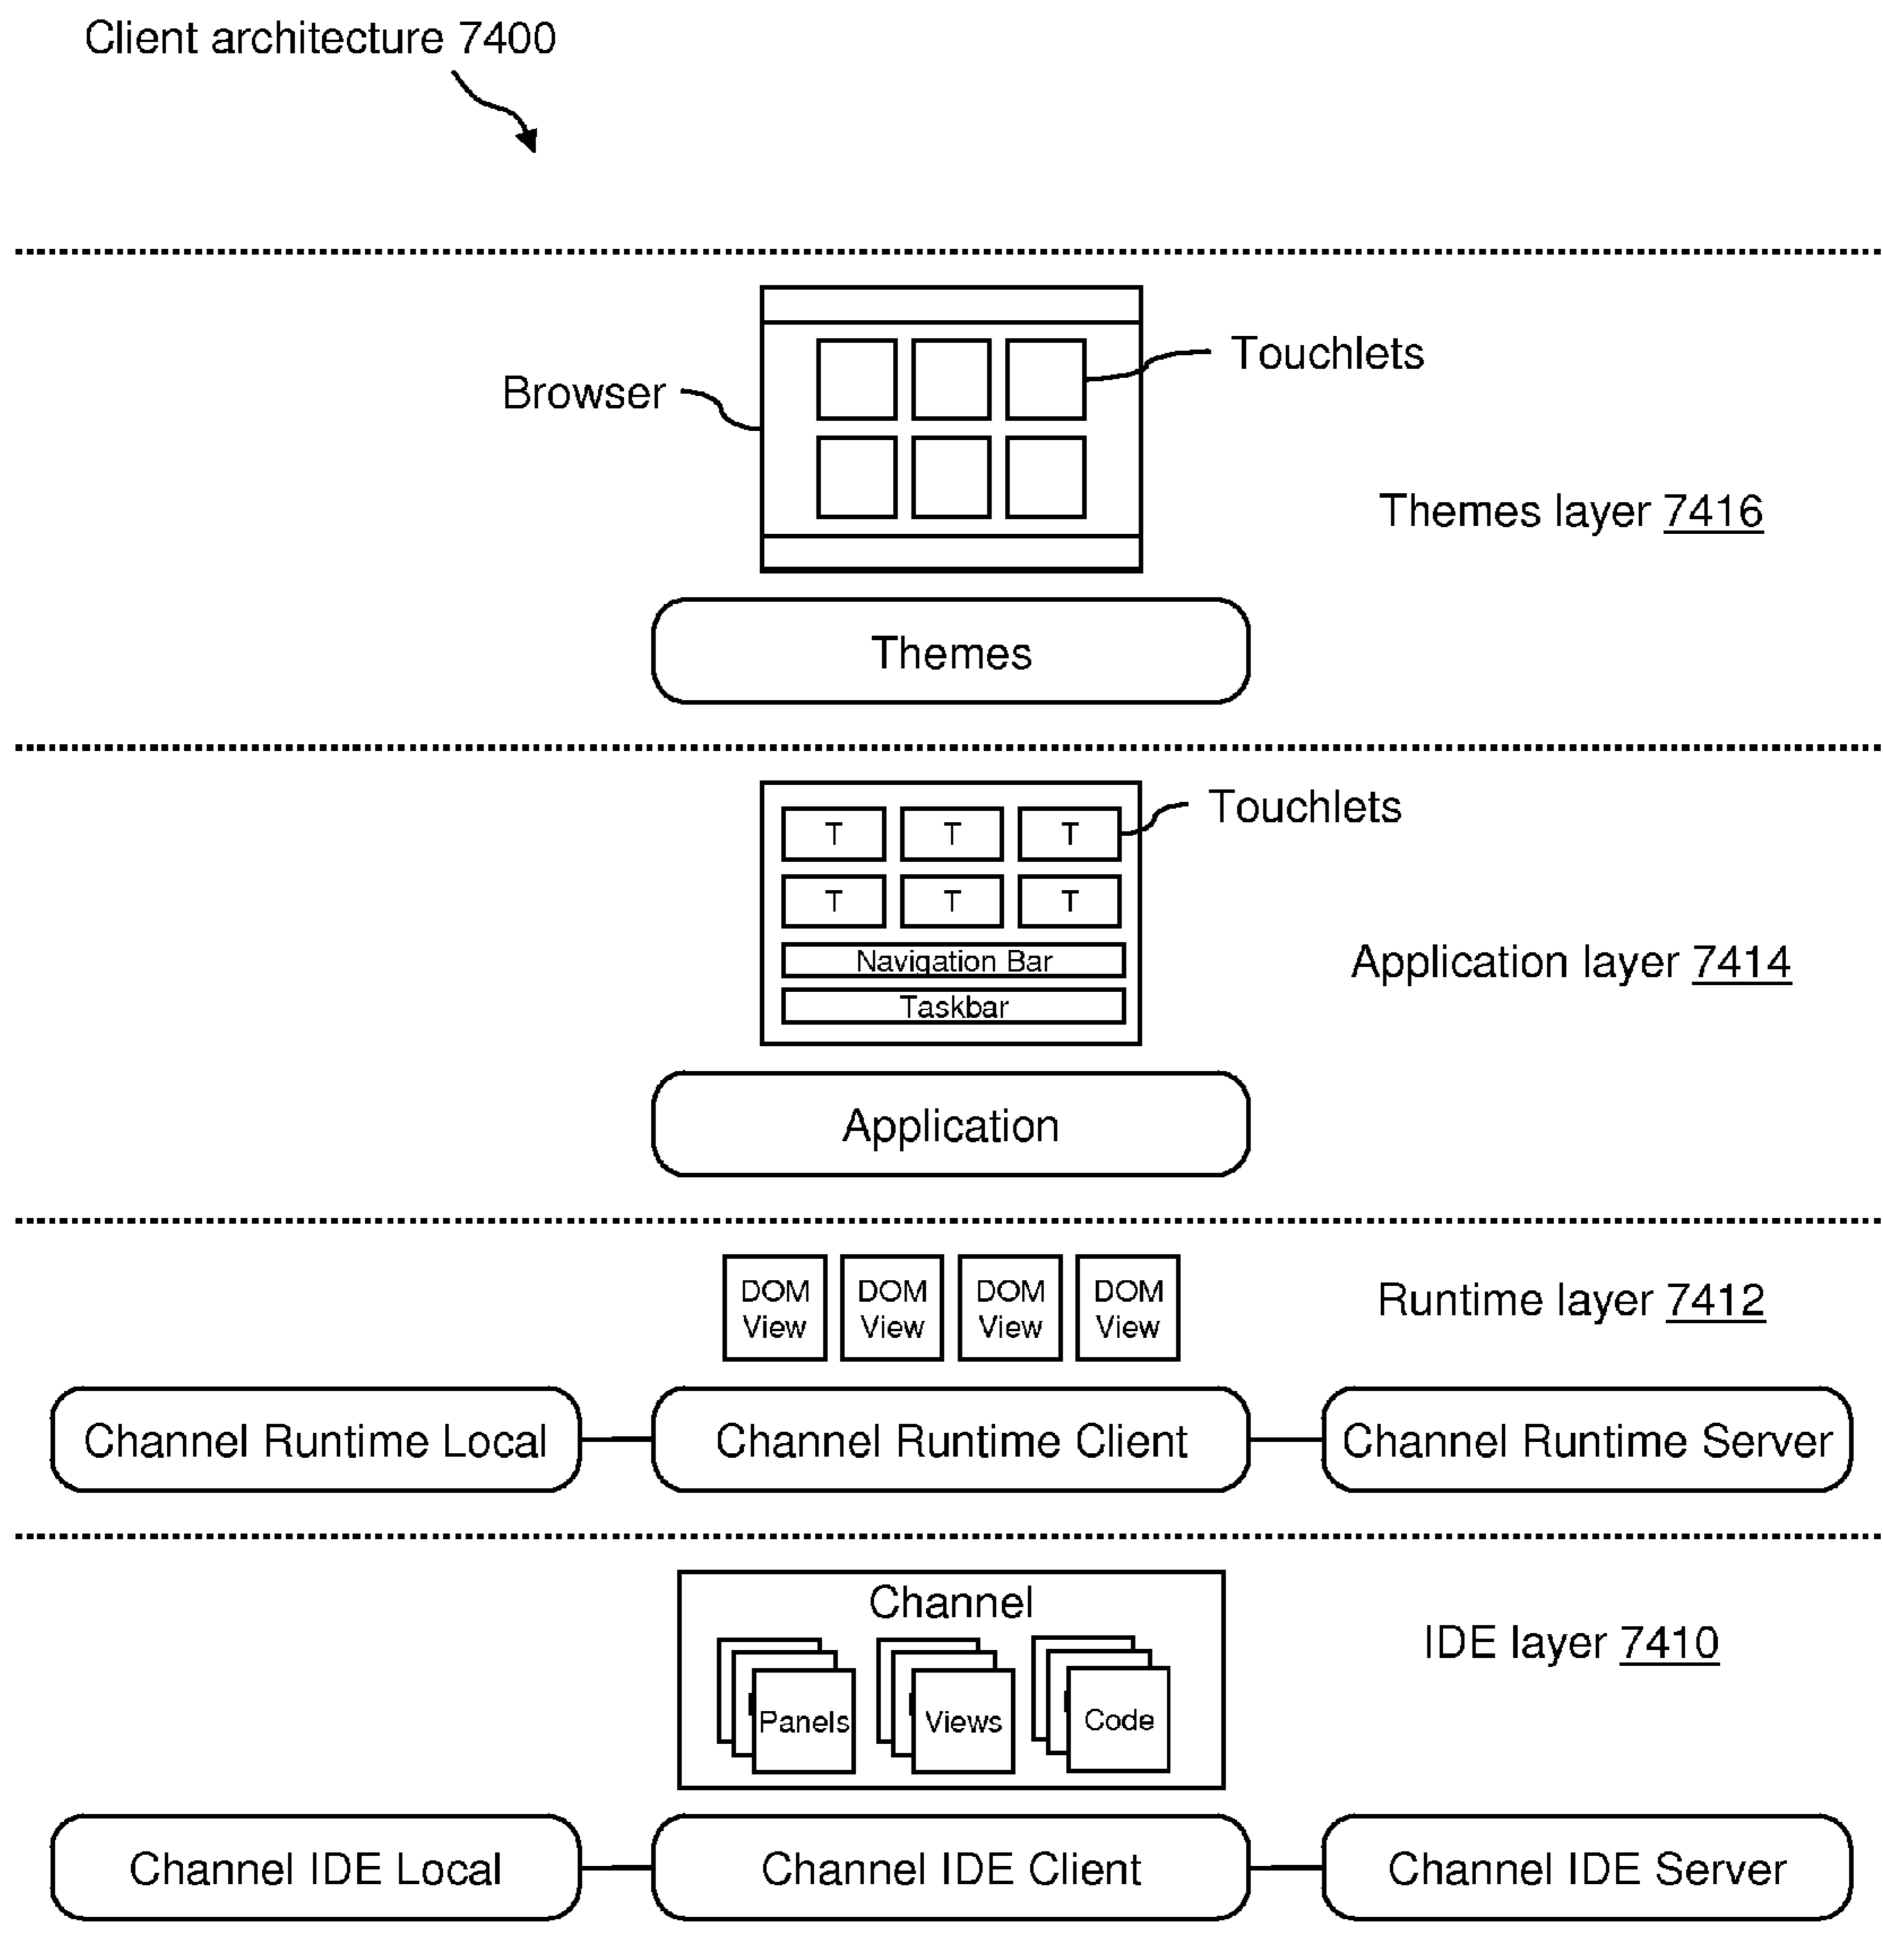 Client architecture 7400
Touchlets
Browser
Themes layer 7416
Themes
Touchlets
T T T
T T T
Navigation Bar
Application layer 7414
Taskbar
Application
DOM View
DOM View
DOM View
DOM View
Runtime layer 7412
Channel Runtime Local
Channel Runtime Client
Channel Runtime Server
Channel
IDE layer 7410
Panels
Views
Code
Channel IDE Local
Channel IDE Client
Channel IDE Server